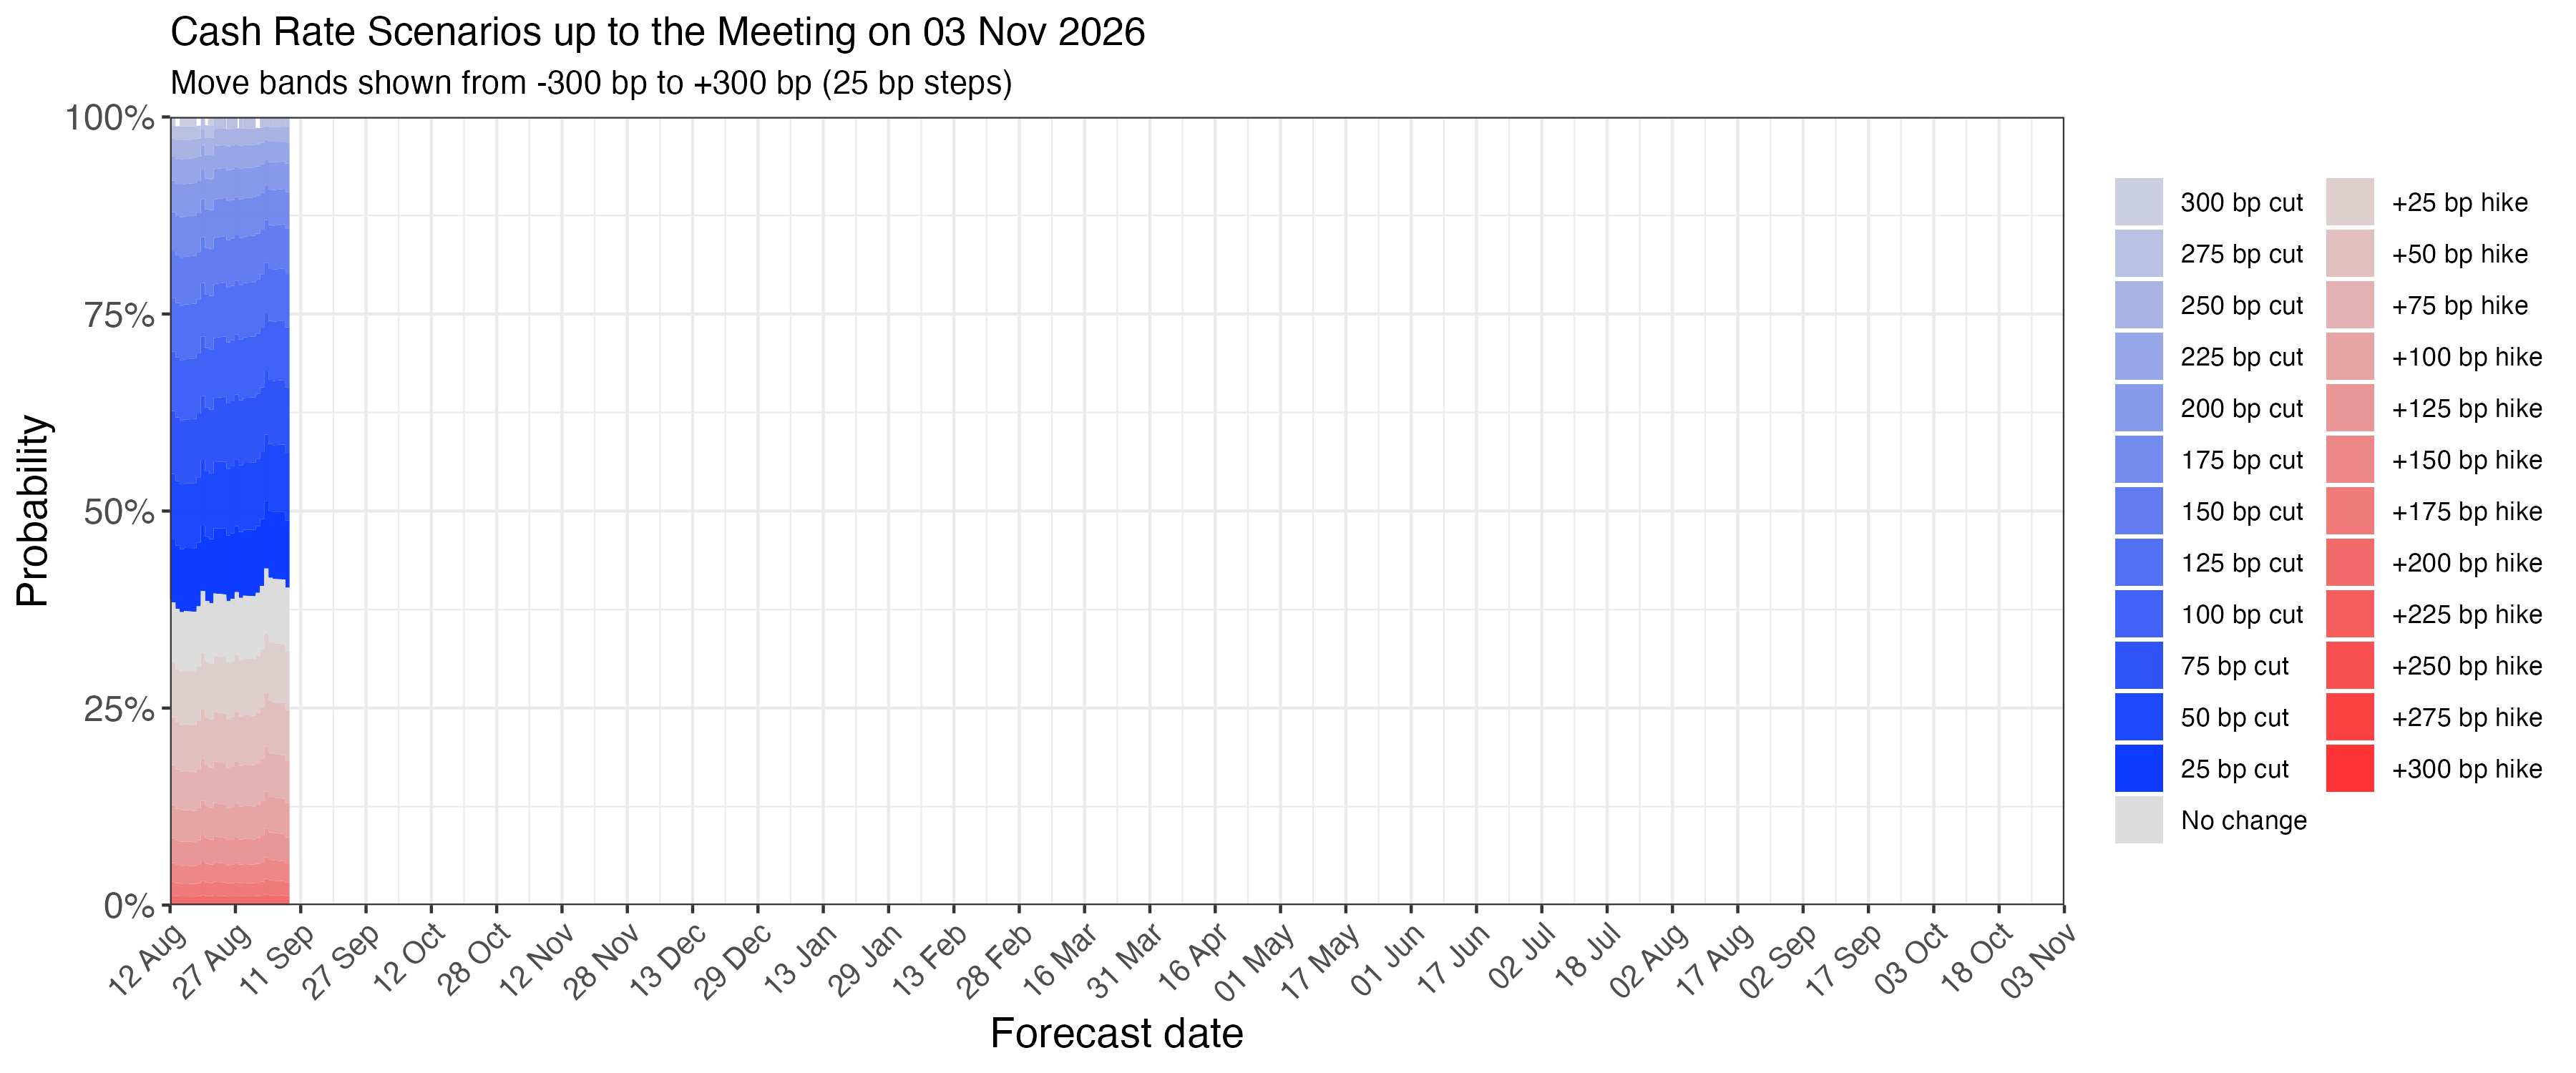 Cash Rate Scenarios up to the Meeting on 03 Nov 2026
Move bands shown from -300 bp to +300 bp (25 bp steps)
Probability
100%
75%
50%
25%
0%
12 Aug
27 Aug
11 Sep
27 Sep
12 Oct
28 Oct
12 Nov
28 Nov
13 Dec
29 Dec
13 Jan
29 Jan
13 Feb
28 Feb
16 Mar
31 Mar
16 Apr
01 May
17 May
01 Jun
17 Jun
02 Jul
18 Jul
02 Aug
17 Aug
02 Sep
17 Sep
03 Oct
18 Oct
03 Nov
Forecast date
300 bp cut
275 bp cut
250 bp cut
225 bp cut
200 bp cut
175 bp cut
150 bp cut
125 bp cut
100 bp cut
75 bp cut
50 bp cut
25 bp cut
No change
+25 bp hike
+50 bp hike
+75 bp hike
+100 bp hike
+125 bp hike
+150 bp hike
+175 bp hike
+200 bp hike
+225 bp hike
+250 bp hike
+275 bp hike
+300 bp hike